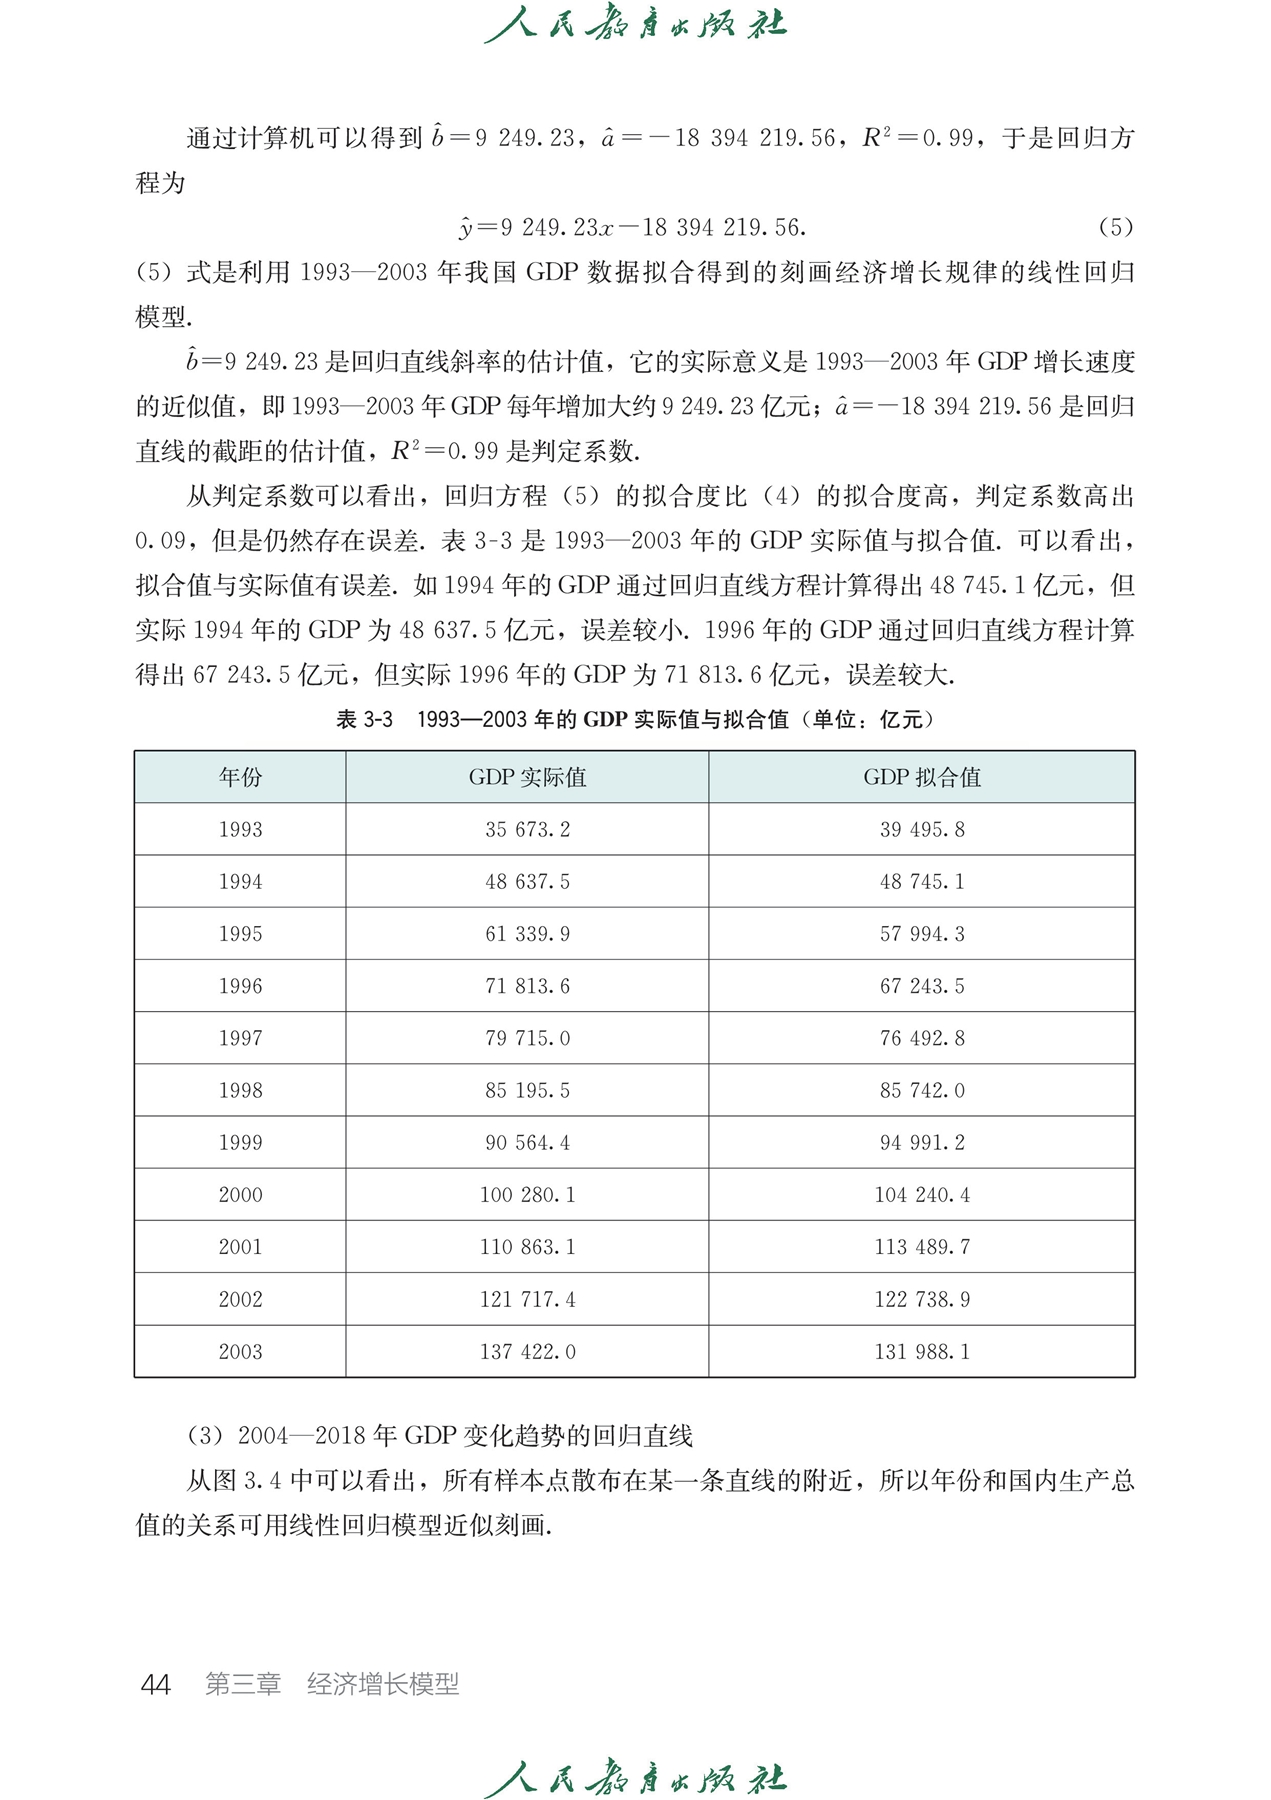 人民教育出版社
通过计算机可以得到 b̂＝9 249.23，â＝－18 394 219.56，R²＝0.99，于是回归方
程为
ŷ＝9 249.23x－18 394 219.56. （5）
（5）式是利用 1993—2003 年我国 GDP 数据拟合得到的刻画经济增长规律的线性回归
模型.
b̂＝9 249.23 是回归直线斜率的估计值，它的实际意义是 1993—2003 年 GDP 增长速度
的近似值，即 1993—2003 年 GDP 每年增加大约 9 249.23 亿元；â＝－18 394 219.56 是回归
直线的截距的估计值，R²＝0.99 是判定系数.
从判定系数可以看出，回归方程（5）的拟合度比（4）的拟合度高，判定系数高出
0.09，但是仍然存在误差. 表 3-3 是 1993—2003 年的 GDP 实际值与拟合值. 可以看出，
拟合值与实际值有误差. 如 1994 年的 GDP 通过回归直线方程计算得出 48 745.1 亿元，但
实际 1994 年的 GDP 为 48 637.5 亿元，误差较小. 1996 年的 GDP 通过回归直线方程计算
得出 67 243.5 亿元，但实际 1996 年的 GDP 为 71 813.6 亿元，误差较大.
表 3-3 1993—2003 年的 GDP 实际值与拟合值（单位：亿元）
年份 GDP 实际值 GDP 拟合值
1993 35 673.2 39 495.8
1994 48 637.5 48 745.1
1995 61 339.9 57 994.3
1996 71 813.6 67 243.5
1997 79 715.0 76 492.8
1998 85 195.5 85 742.0
1999 90 564.4 94 991.2
2000 100 280.1 104 240.4
2001 110 863.1 113 489.7
2002 121 717.4 122 738.9
2003 137 422.0 131 988.1
（3）2004—2018 年 GDP 变化趋势的回归直线
从图 3.4 中可以看出，所有样本点散布在某一条直线的附近，所以年份和国内生产总
值的关系可用线性回归模型近似刻画.
44 第三章 经济增长模型
人民教育出版社